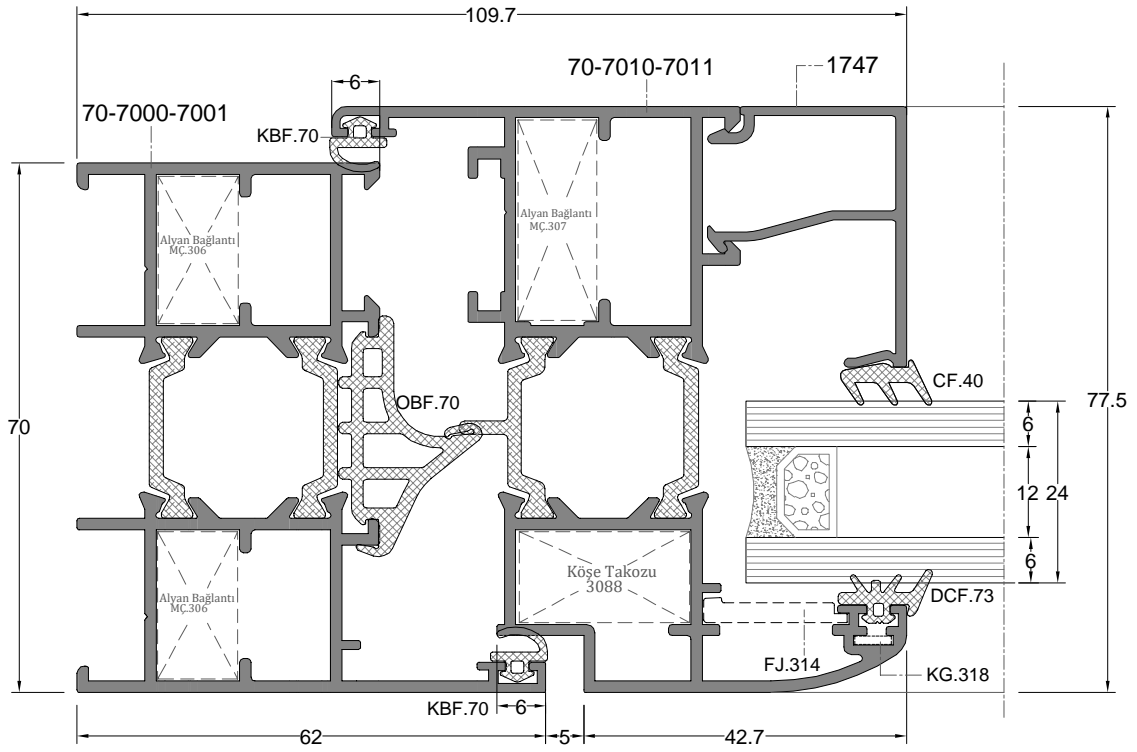 109.7
70-7010-7011
1747
6
70-7000-7001
KBF.70
Alyan Bağlantı
MÇ.306
Alyan Bağlantı
MÇ.307
OBF.70
CF.40
70
77.5
6
12
24
6
Köşe Takozu
3088
Alyan Bağlantı
MÇ.306
DCF.73
FJ.314
KG.318
KBF.70
6
62
5
42.7